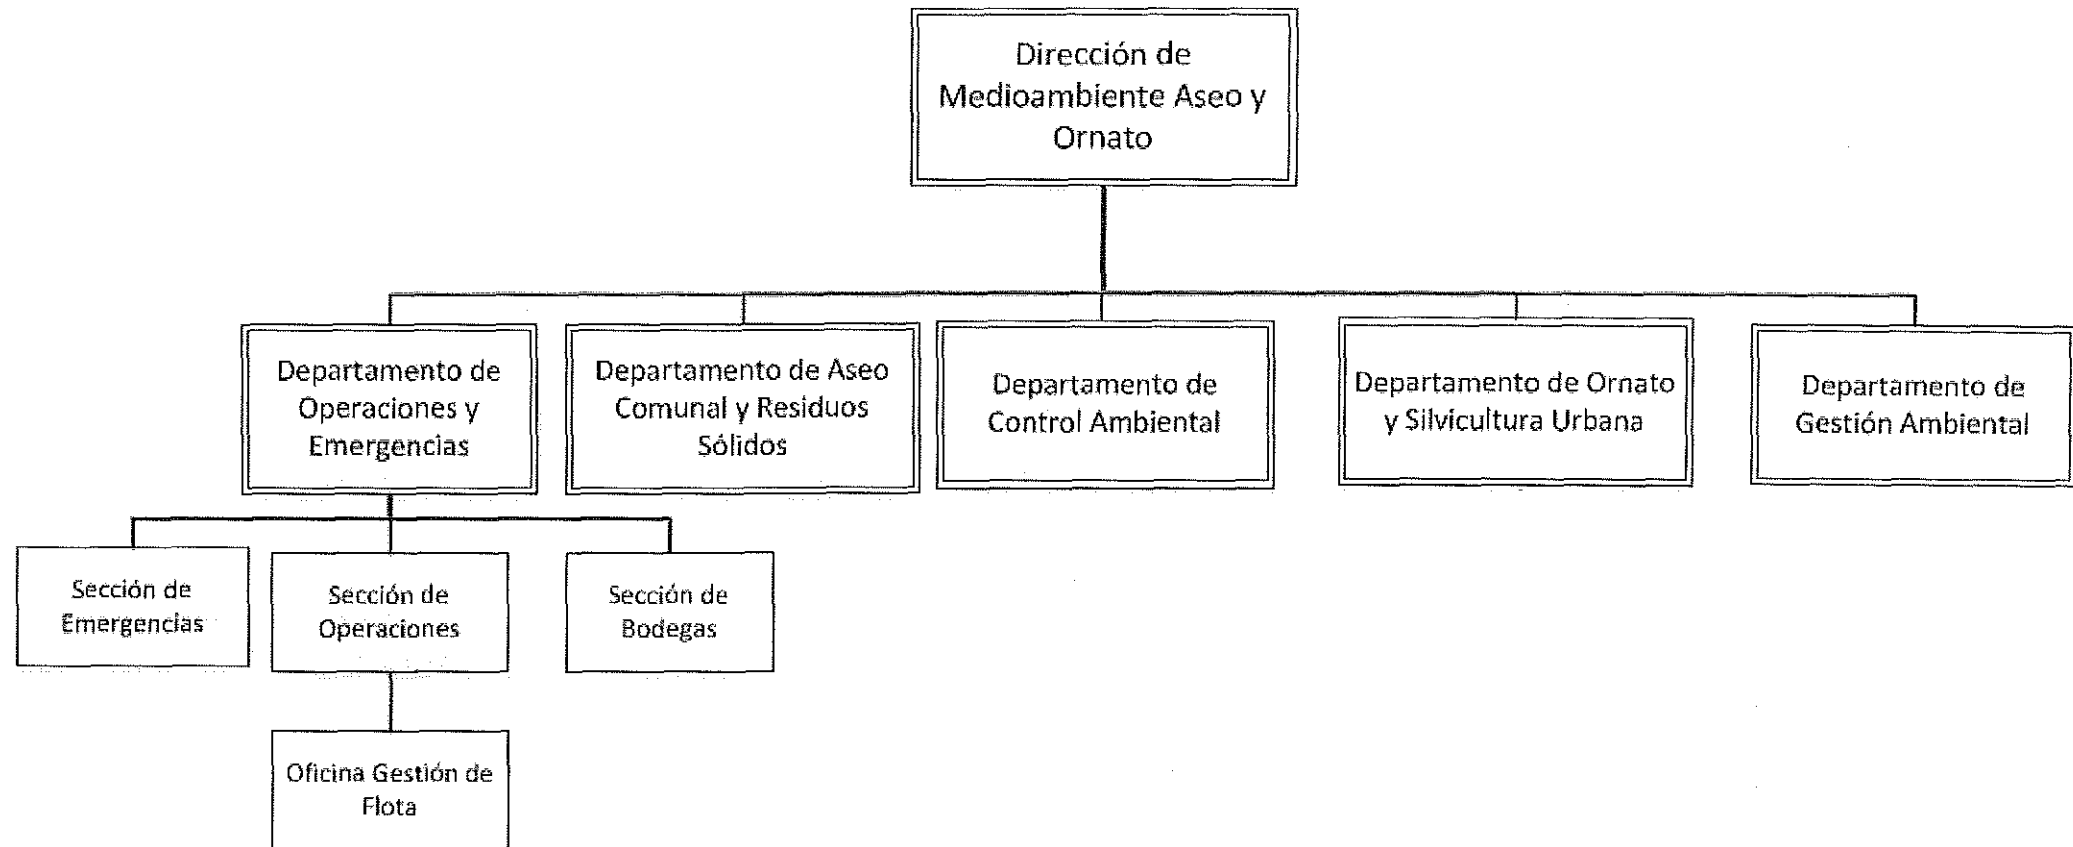 Dirección de
Medioambiente Aseo y
Ornato
Departamento de
Operaciones y
Emergencias
Departamento de Aseo
Comunal y Residuos
Sólidos
Departamento de
Control Ambiental
Departamento de Ornato
y Silvicultura Urbana
Departamento de
Gestión Ambiental
Sección de
Emergencias
Sección de
Operaciones
Sección de
Bodegas
Oficina Gestión de
Flota